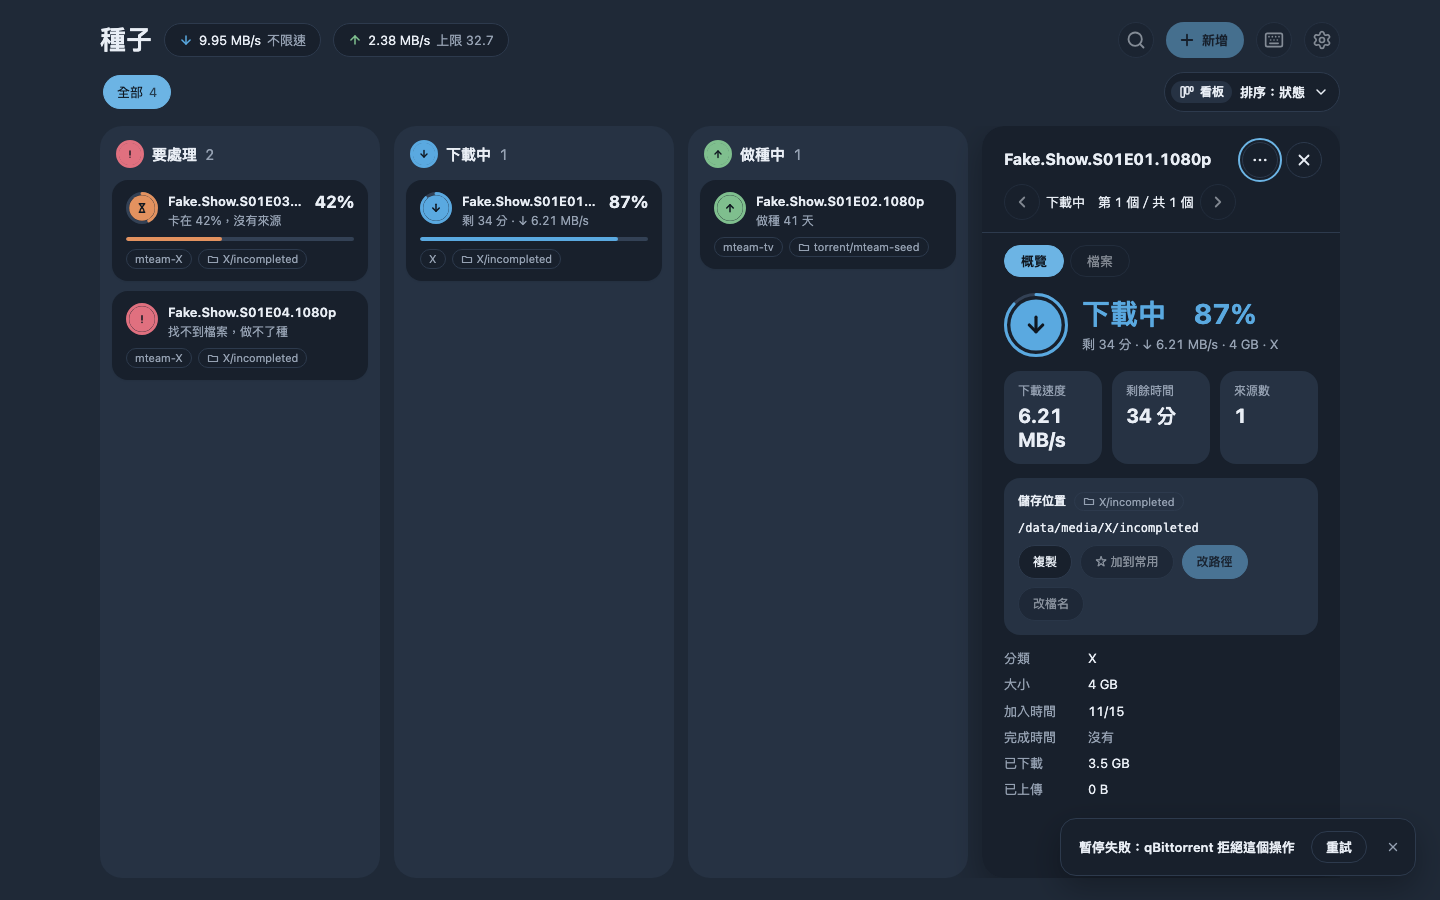 種子
9.95 MB/s 不限速
2.38 MB/s 上限 32.7
新增
全部 4
看板 排序：狀態
要處理 2
Fake.Show.S01E03... 42%
卡在 42%，沒有來源
mteam-X X/incompleted
Fake.Show.S01E04.1080p
找不到檔案，做不了種
mteam-X X/incompleted
下載中 1
Fake.Show.S01E01... 87%
剩 34 分 · ↓ 6.21 MB/s
X X/incompleted
做種中 1
Fake.Show.S01E02.1080p
做種 41 天
mteam-tv torrent/mteam-seed
Fake.Show.S01E01.1080p
下載中 第 1 個 / 共 1 個
概覽 檔案
下載中 87%
剩 34 分 · ↓ 6.21 MB/s · 4 GB · X
下載速度
6.21
MB/s
剩餘時間
34 分
來源數
1
儲存位置 X/incompleted
/data/media/X/incompleted
複製 加到常用 改路徑
改檔名
分類 X
大小 4 GB
加入時間 11/15
完成時間 沒有
已下載 3.5 GB
已上傳 0 B
暫停失敗：qBittorrent 拒絕這個操作 重試